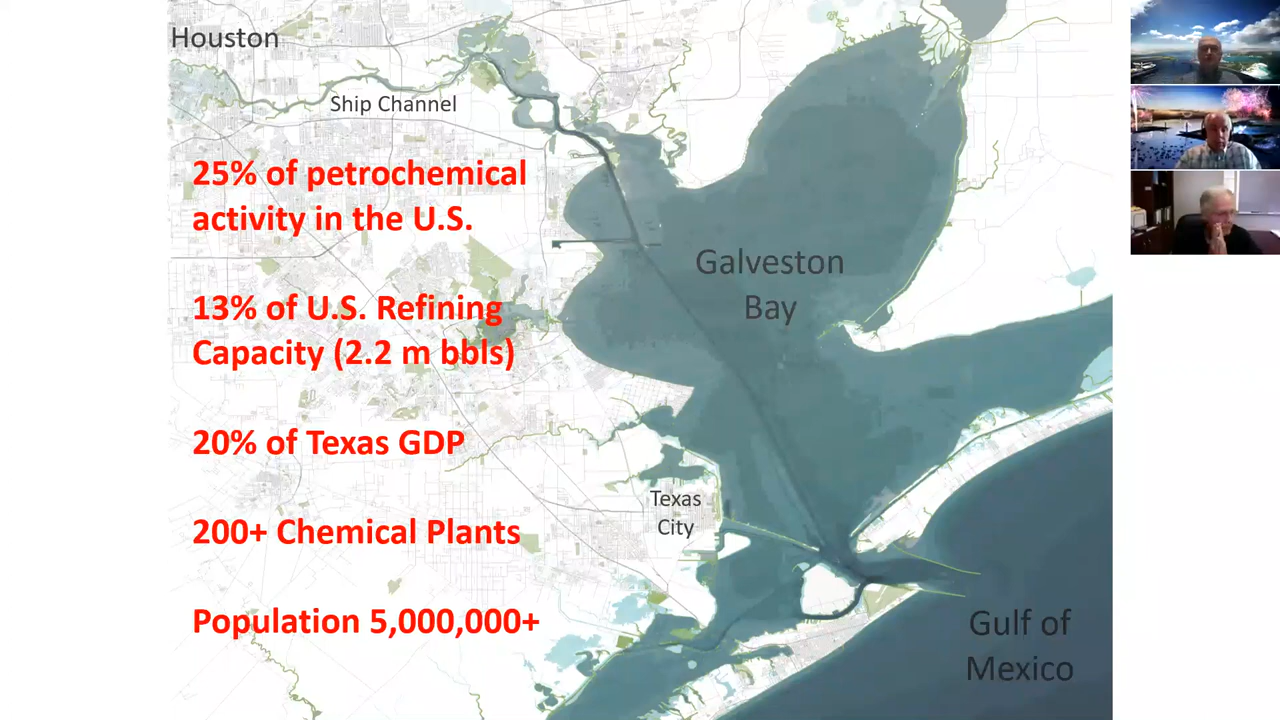 Houston
Ship Channel
25% of petrochemical
activity in the U.S.
13% of U.S. Refining
Capacity (2.2 m bbls)
20% of Texas GDP
200+ Chemical Plants
Population 5,000,000+
Galveston
Bay
Texas
City
Gulf of
Mexico